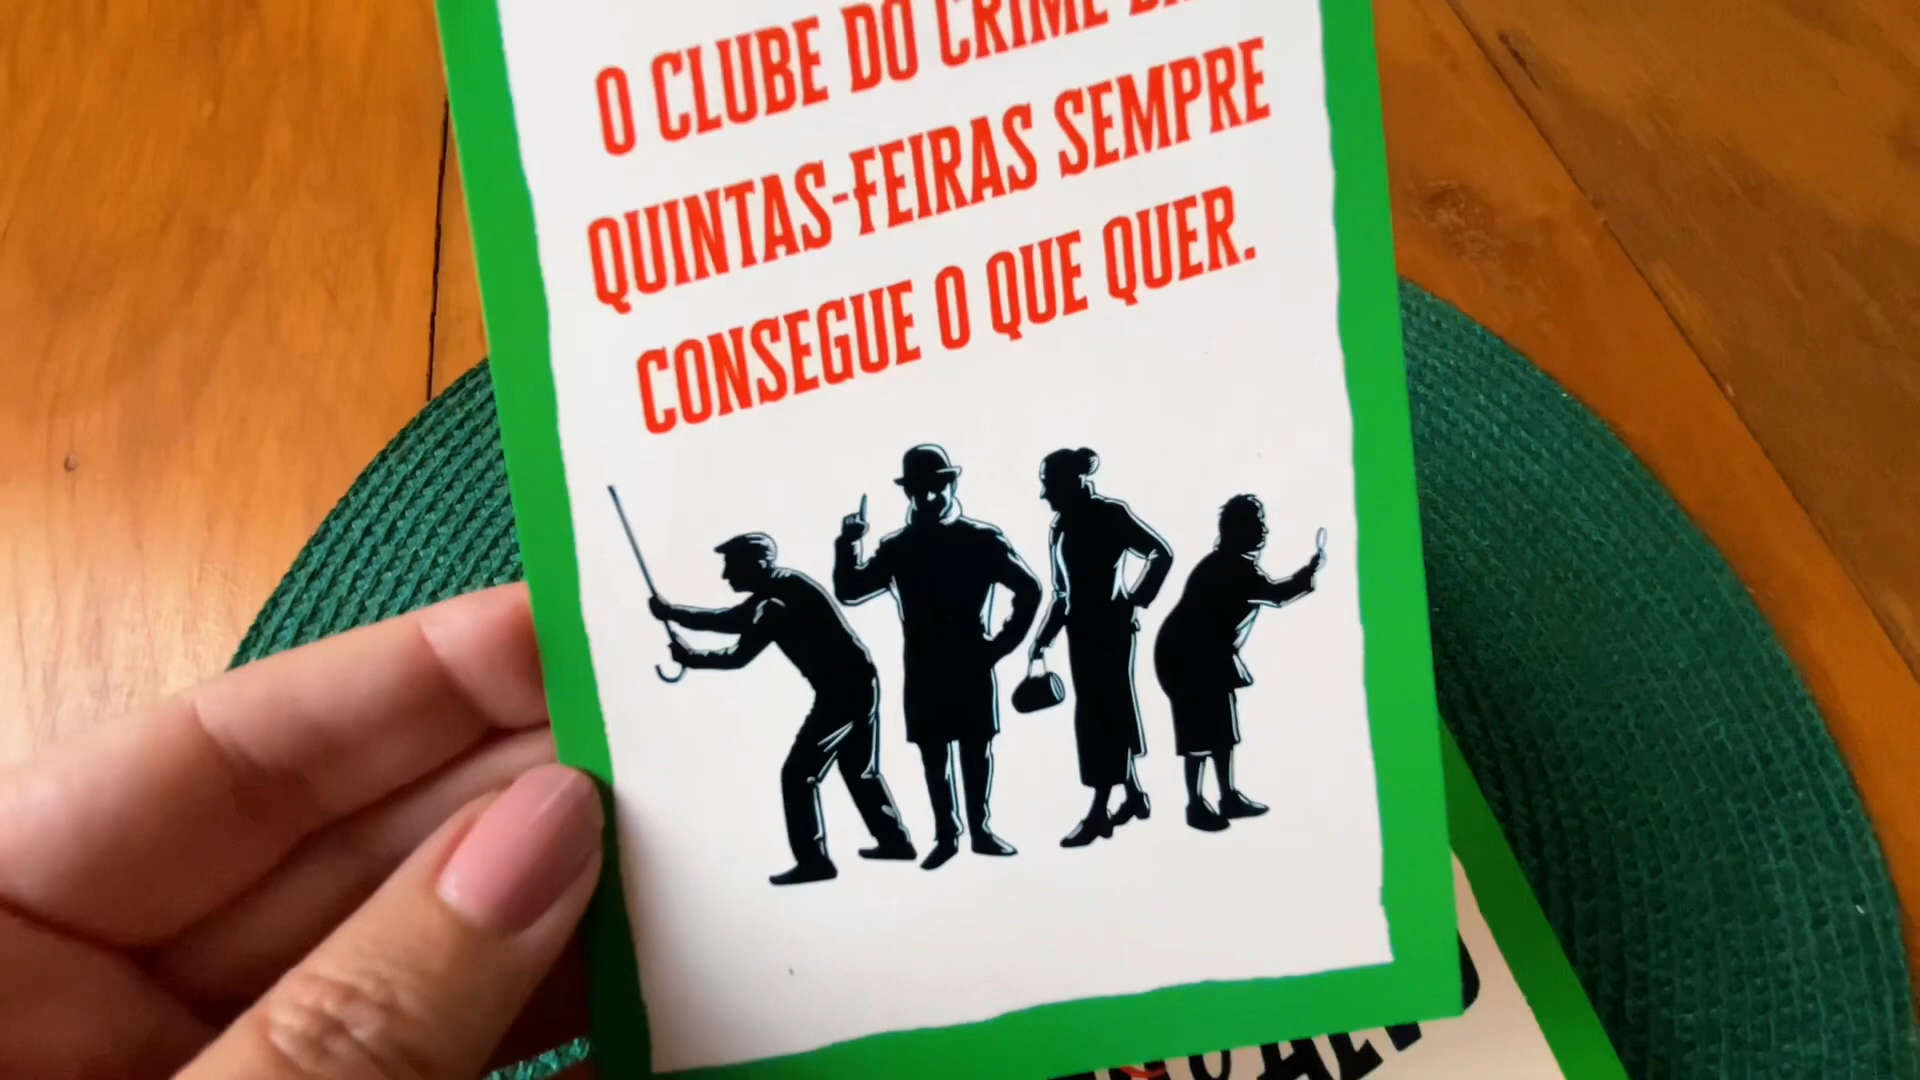 O CLUBE DO CRIME
QUINTAS-FEIRAS SEMPRE
CONSEGUE O QUE QUER.